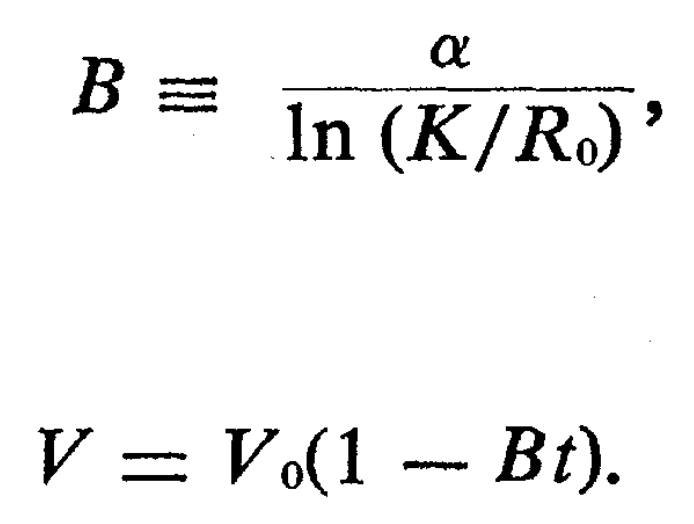 B ≡ α / ln (K/R₀),
V = V₀(1 − Bt).